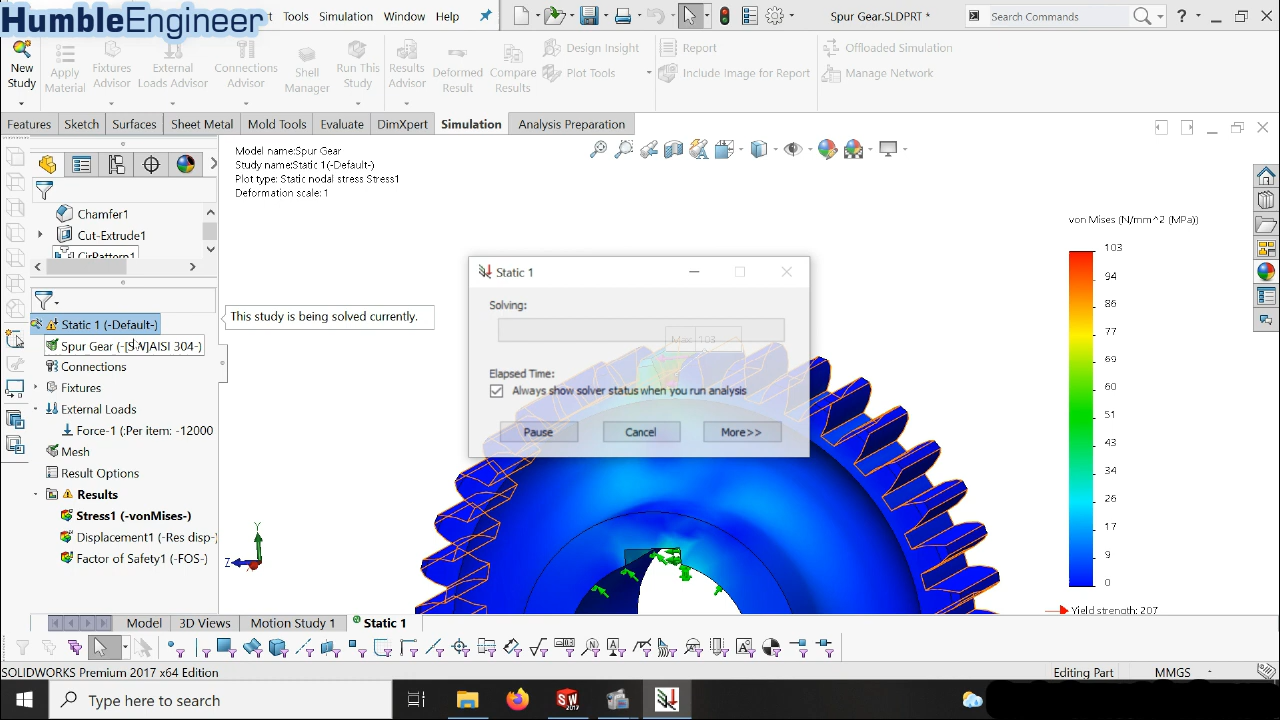 HumbleEngineer
Tools Simulation Window Help
Spur Gear.SLDPRT *
Search Commands
New Study
Apply Material
Fixtures Advisor
External Loads Advisor
Connections Advisor
Shell Manager
Run This Study
Results Advisor
Deformed Result
Compare Results
Design Insight
Plot Tools
Report
Include Image for Report
Offloaded Simulation
Manage Network
Features Sketch Surfaces Sheet Metal Mold Tools Evaluate DimXpert Simulation Analysis Preparation
Model name:Spur Gear
Study name:Static 1(-Default-)
Plot type: Static nodal stress Stress1
Deformation scale: 1
Chamfer1
Cut-Extrude1
CirPattern1
Static 1 (-Default-)
This study is being solved currently.
Spur Gear (-[SW]AISI 304-)
Connections
Fixtures
External Loads
Force-1 (:Per item: -12000
Mesh
Result Options
Results
Stress1 (-vonMises-)
Displacement1 (-Res disp-)
Factor of Safety1 (-FOS-)
Static 1
Solving:
Max: 103
Elapsed Time:
Always show solver status when you run analysis
Pause Cancel More>>
von Mises (N/mm^2 (MPa))
103
94
86
77
69
60
51
43
34
26
17
9
0
Yield strength: 207
Y
Z
Model 3D Views Motion Study 1 Static 1
SOLIDWORKS Premium 2017 x64 Edition
Editing Part
MMGS
Type here to search